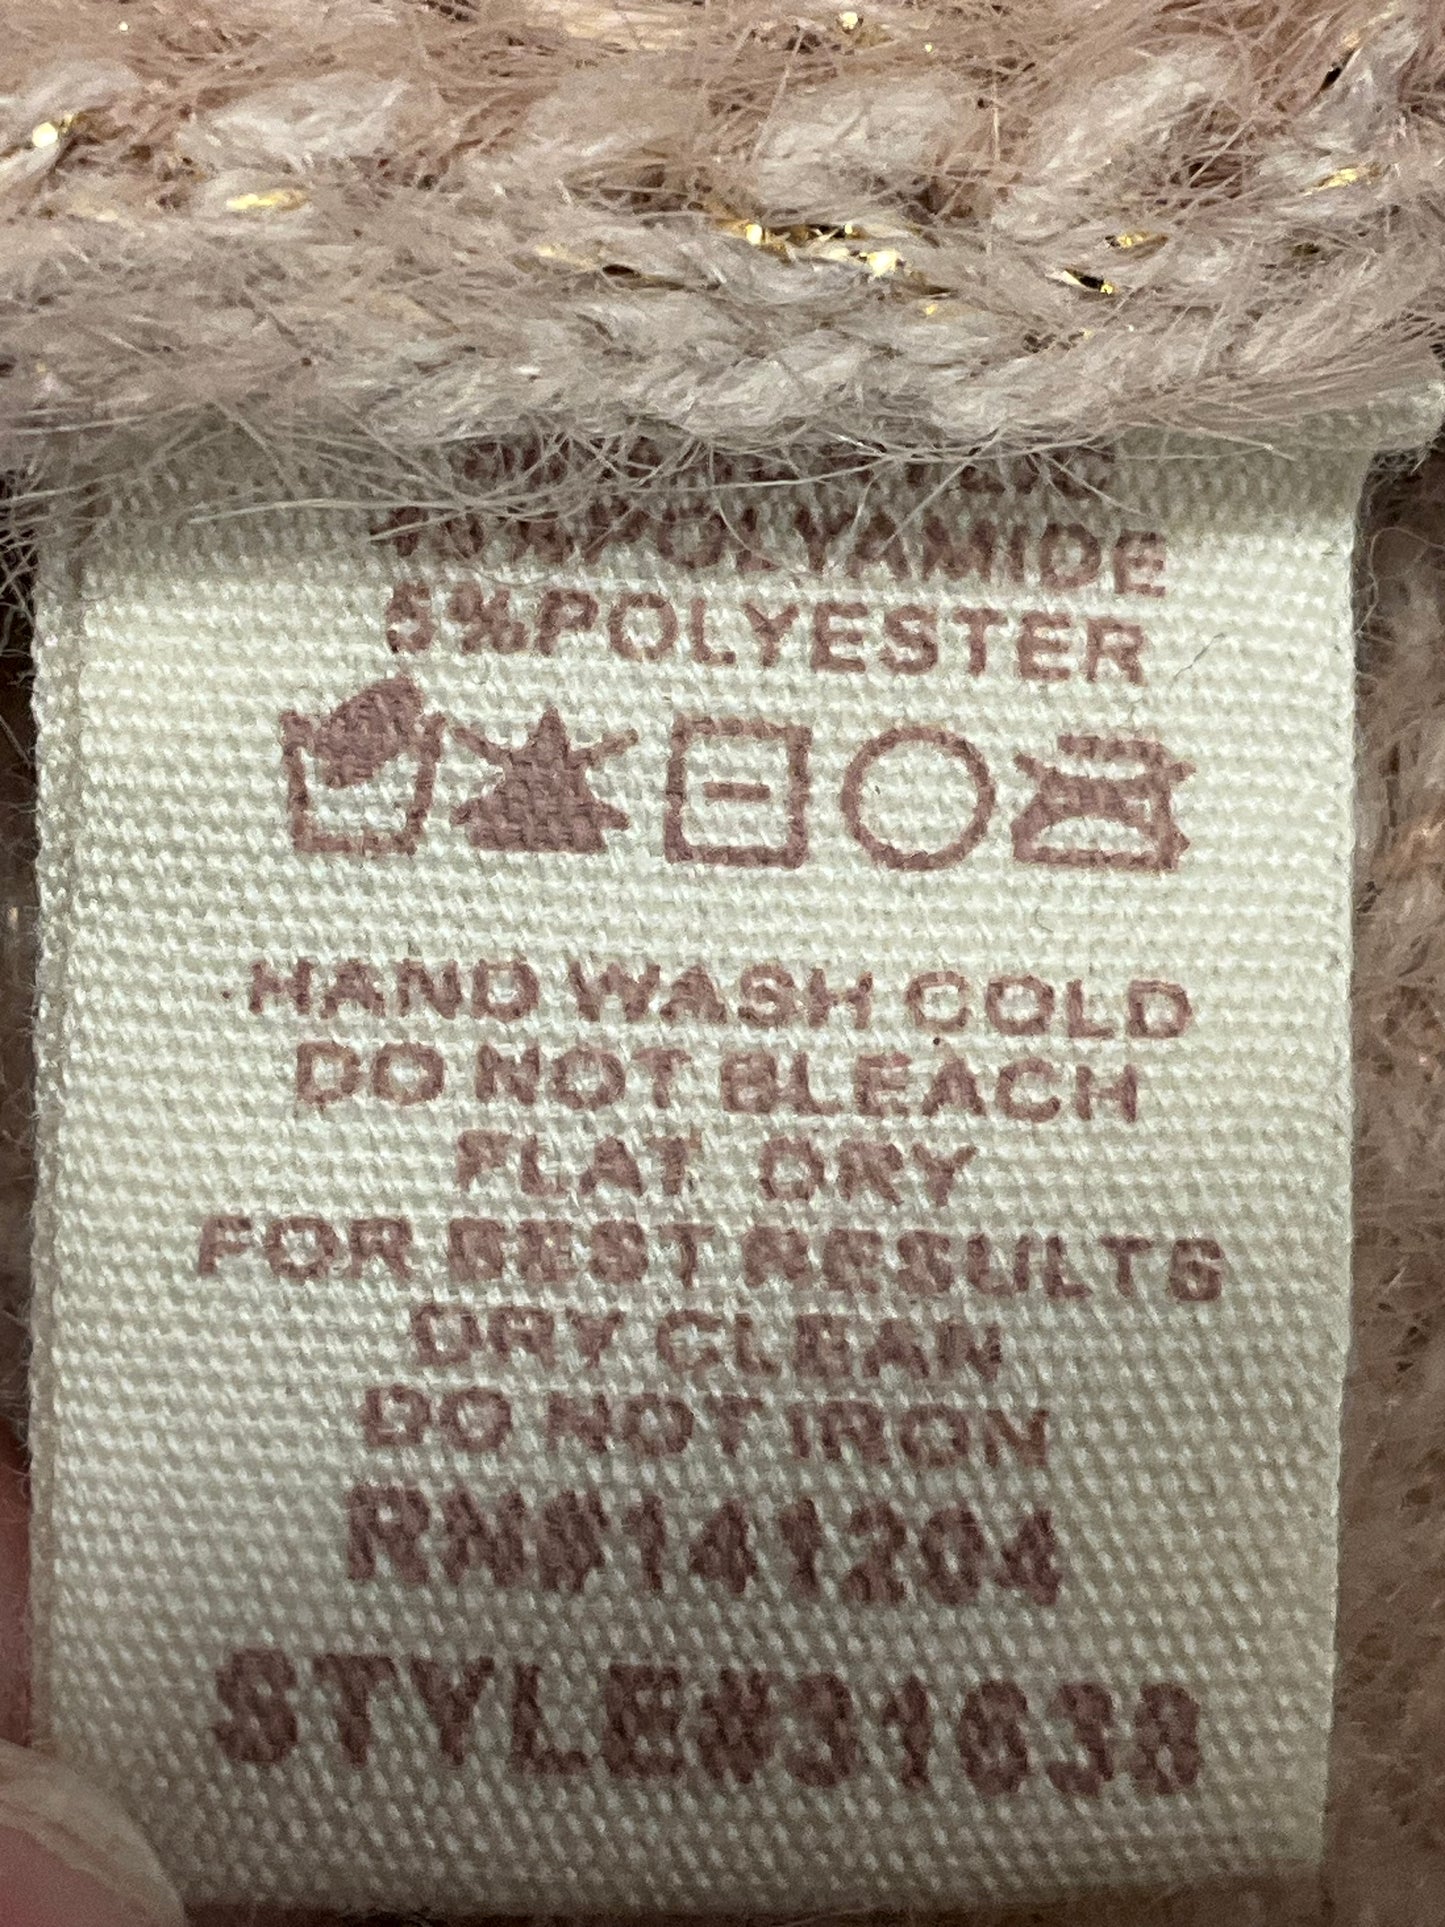 POLYAMIDE
5%POLYESTER
HAND WASH COLD
DO NOT BLEACH
FLAT DRY
FOR BEST RESULTS
DRY CLEAN
DO NOT IRON
RN#141204
STYLE#31638